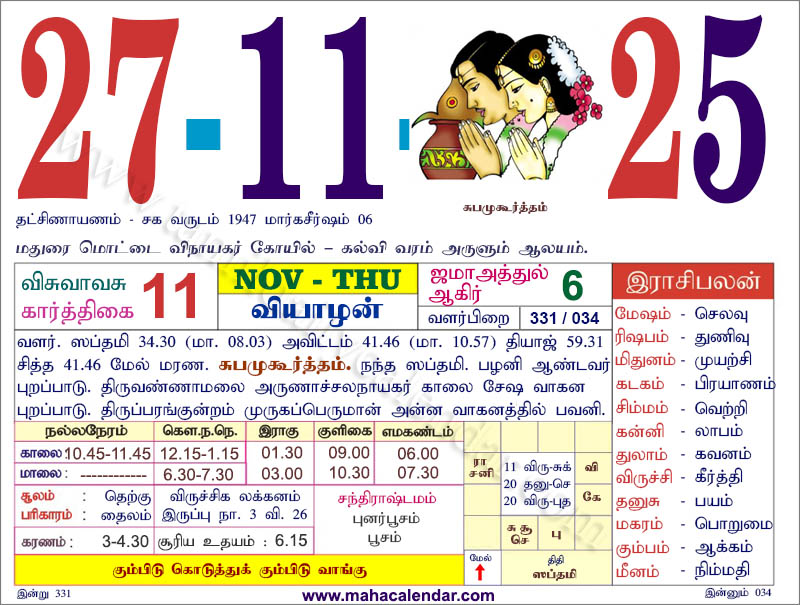 27-11-25
சுபமுகூர்த்தம்
தட்சிணாயணம் - சக வருடம் 1947 மார்கசீர்ஷம் 06
மதுரை மொட்டை விநாயகர் கோயில் – கல்வி வரம் அருளும் ஆலயம்.
விசுவாவசு கார்த்திகை 11
NOV - THU
வியாழன்
ஜமாஅத்துல் ஆகிர் 6
வளர்பிறை 331 / 034
வளர். ஸப்தமி 34.30 (மா. 08.03) அவிட்டம் 41.46 (மா. 10.57) தியாஜ் 59.31
சித்த 41.46 மேல் மரண. சுபமுகூர்த்தம். நந்த ஸப்தமி. பழனி ஆண்டவர்
புறப்பாடு. திருவண்ணாமலை அருணாச்சலநாயகர் காலை சேஷ வாகன
புறப்பாடு. திருப்பரங்குன்றம் முருகப்பெருமான் அன்ன வாகனத்தில் பவனி.
நல்லநேரம் கௌ.ந.நெ. இராகு குளிகை எமகண்டம்
காலை: 10.45-11.45 12.15-1.15 01.30 09.00 06.00
மாலை: ------------ 6.30-7.30 03.00 10.30 07.30
சூலம் : தெற்கு விருச்சிக லக்கனம்
பரிகாரம் : தைலம் இருப்பு நா. 3 வி. 26
கரணம் : 3-4.30 சூரிய உதயம் : 6.15
சந்திராஷ்டமம்
புனர்பூசம்
பூசம்
கும்பிடு கொடுத்துக் கும்பிடு வாங்கு
ரா சனி
11 விரு-சுக்
20 தனு-செ
20 விரு-புத
வி
கே
சு சூ
செ
பு
மேல்
திதி
ஸப்தமி
இராசிபலன்
மேஷம் - செலவு
ரிஷபம் - துணிவு
மிதுனம் - முயற்சி
கடகம் - பிரயாணம்
சிம்மம் - வெற்றி
கன்னி - லாபம்
துலாம் - கவனம்
விருச்சி - கீர்த்தி
தனுசு - பயம்
மகரம் - பொறுமை
கும்பம் - ஆக்கம்
மீனம் - நிம்மதி
இன்று 331
www.mahacalendar.com
இன்னும் 034